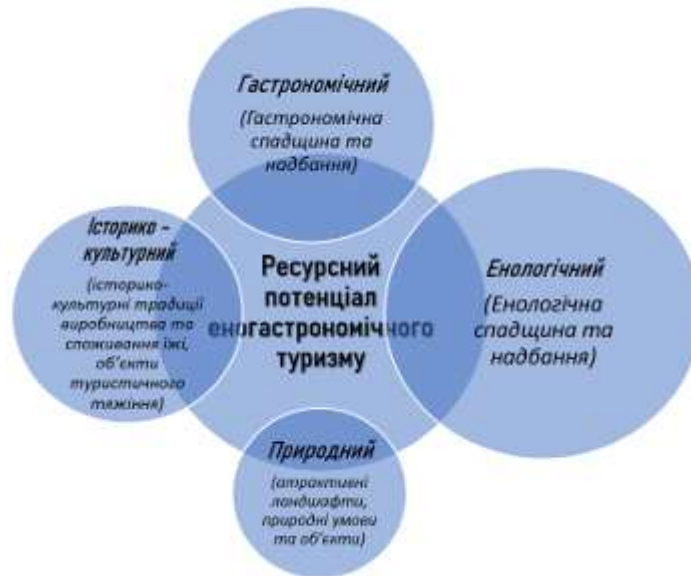 Гастрономічний
(Гастрономічна
спадщина та
надбання)
Історико –
культурний
(історико-
культурні традиції
виробництва та
споживання їжі,
об'єкти
туристичного
тяжіння)
Ресурсний
потенціал
еногастрономічного
туризму
Енологічний
(Енологічна
спадщина та
надбання)
Природний
(атрактивні
ландшафти,
природні умови
та об'єкти)